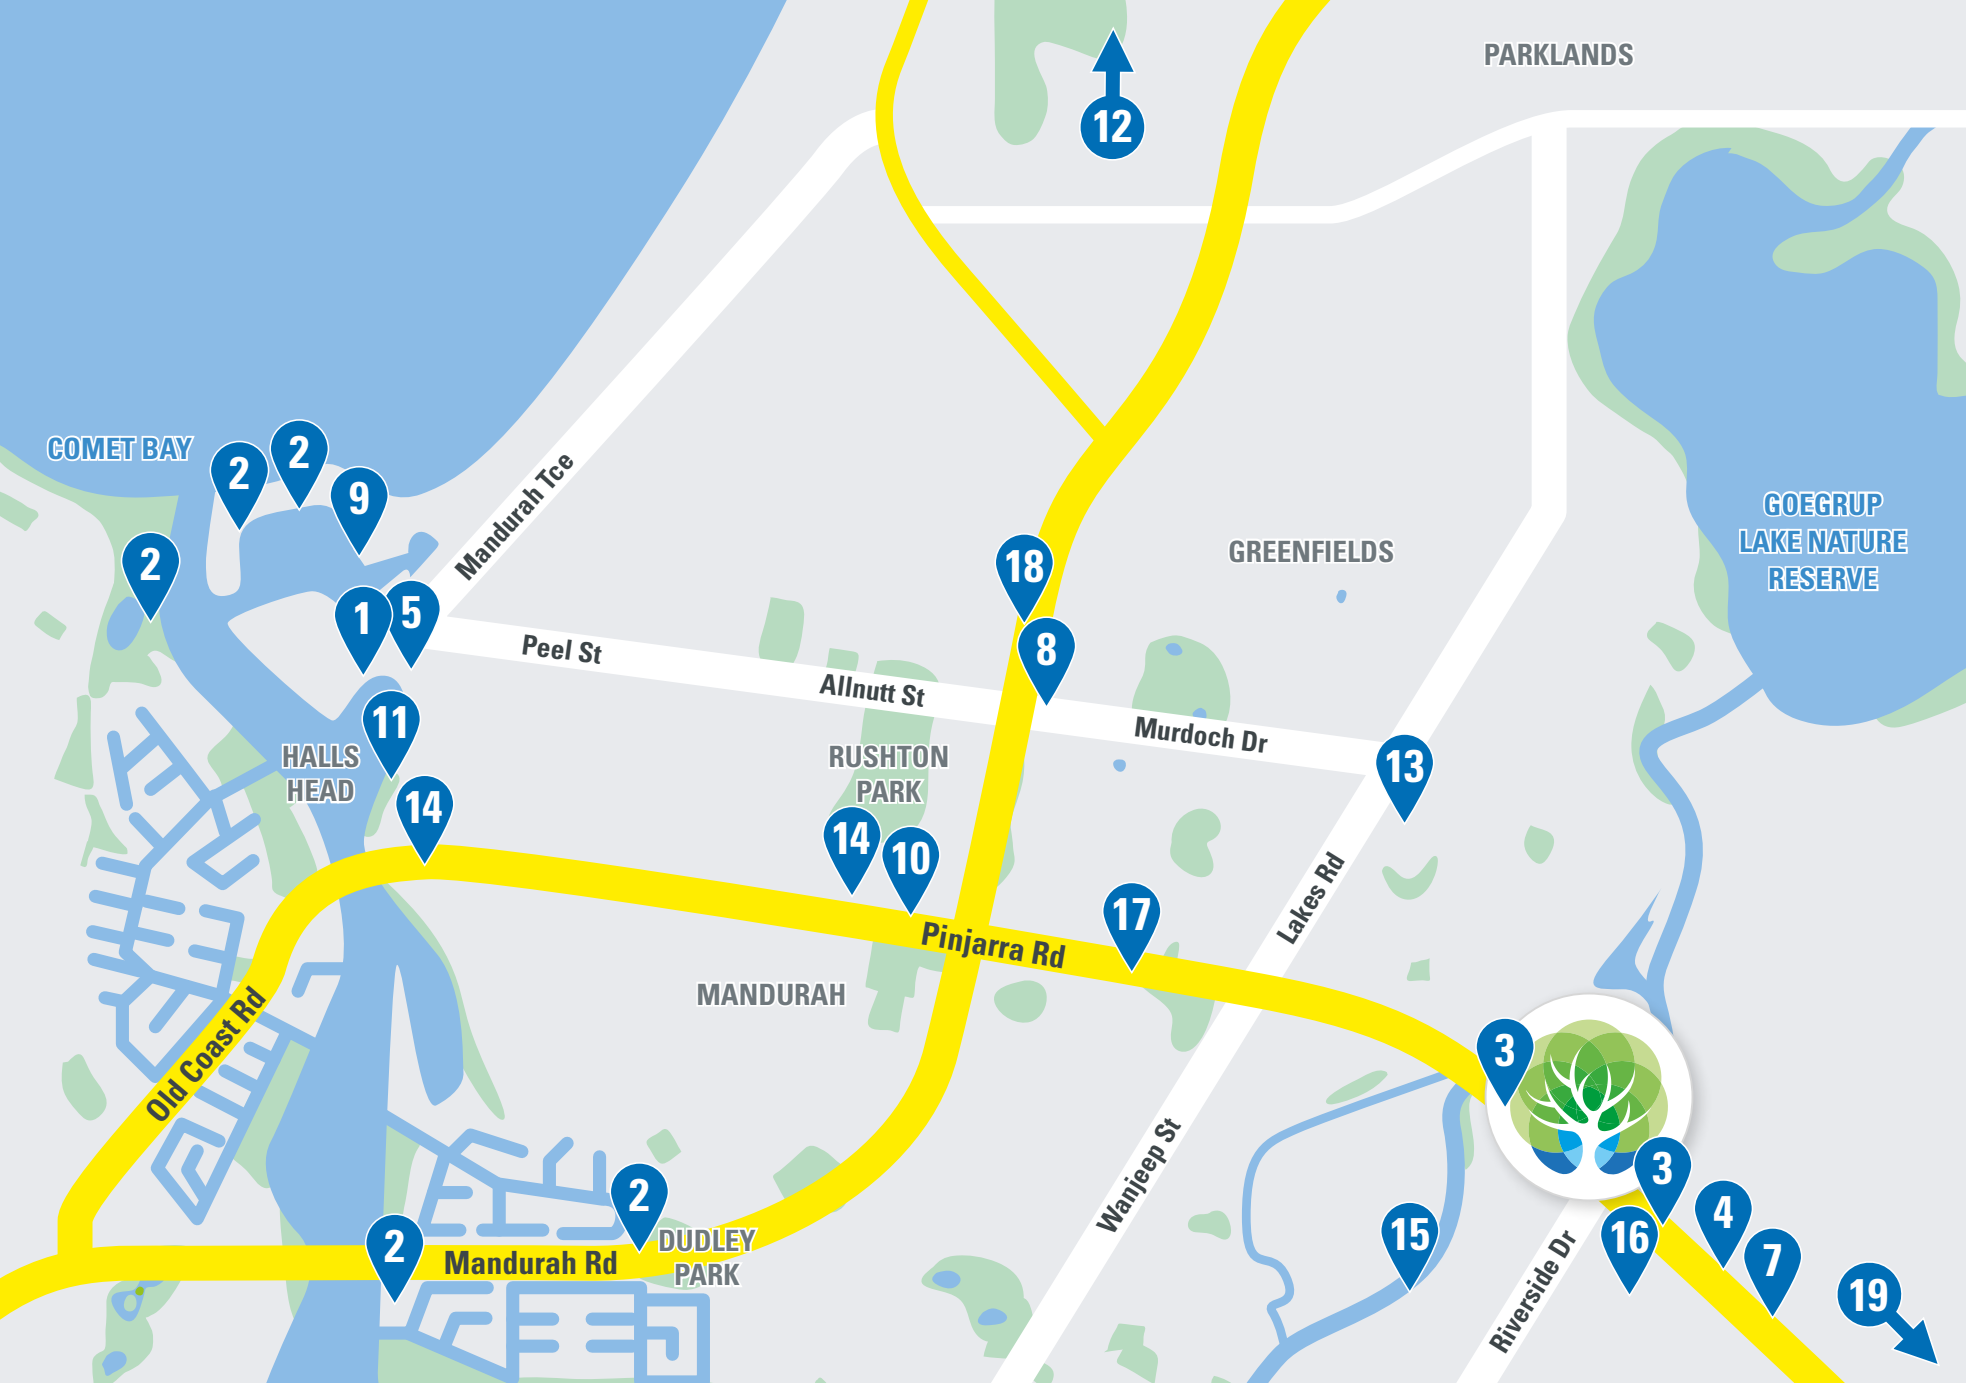 PARKLANDS
12
COMET BAY
2
2
9
2
Mandurah Tce
GOEGRUP
LAKE NATURE
RESERVE
GREENFIELDS
18
1
5
8
Peel St
Allnutt St
Murdoch Dr
11
HALLS
HEAD
RUSHTON
PARK
13
14
14
10
17
Lakes Rd
Pinjarra Rd
MANDURAH
Old Coast Rd
3
3
Wanjeep St
2
2
DUDLEY
PARK
Mandurah Rd
15
16
4
7
19
Riverside Dr